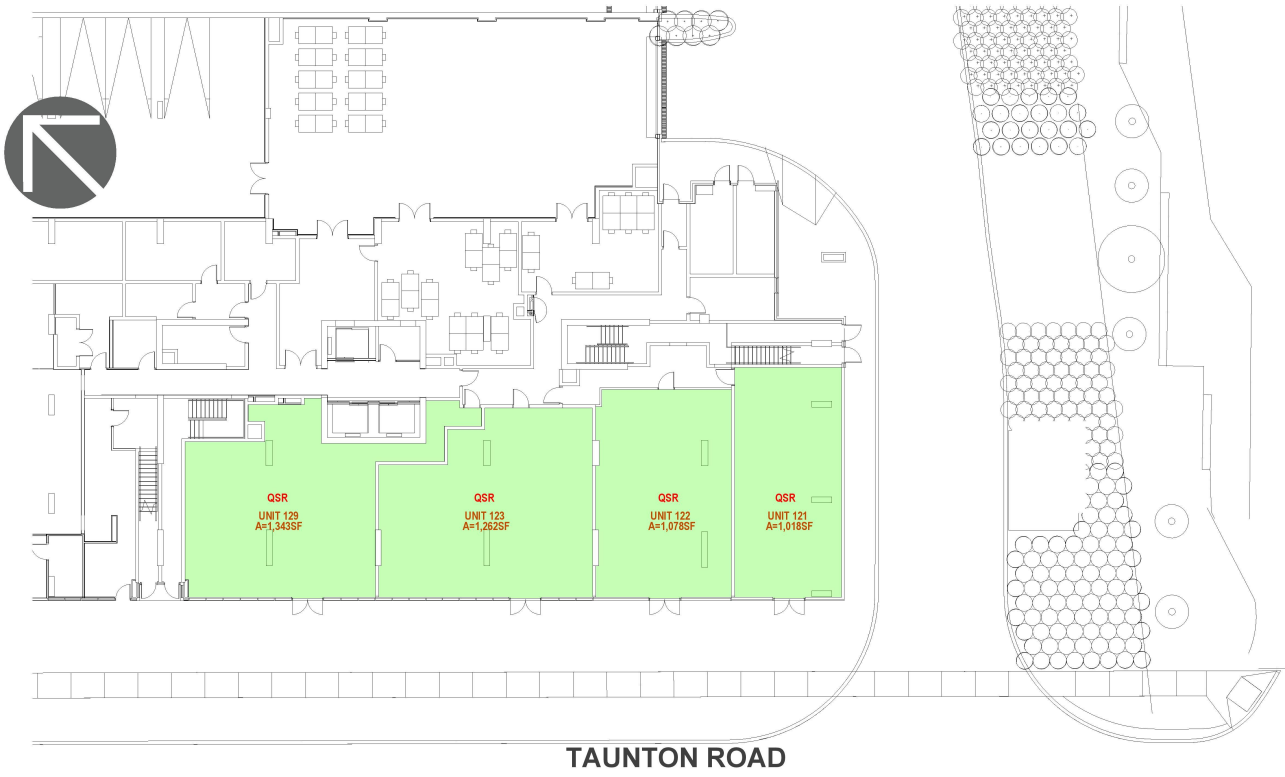 QSR
UNIT 129
A=1,343SF
QSR
UNIT 123
A=1,262SF
QSR
UNIT 122
A=1,078SF
QSR
UNIT 121
A=1,018SF
TAUNTON ROAD